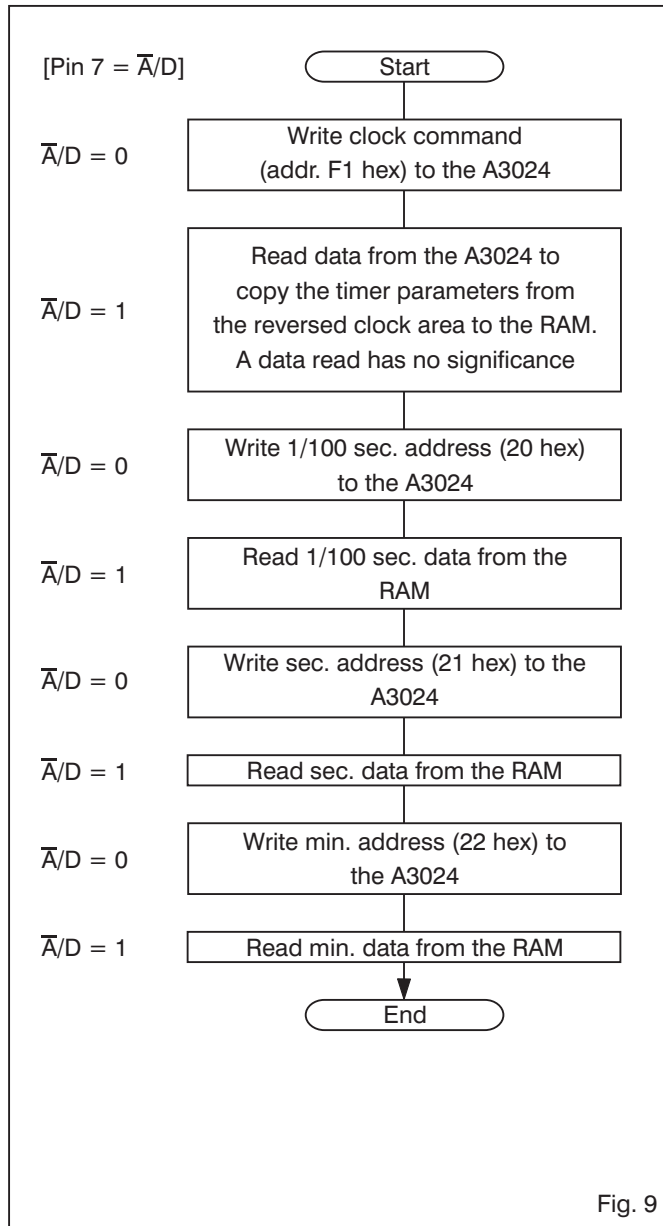 [Pin 7 = A̅/D]
Start
A̅/D = 0
Write clock command
(addr. F1 hex) to the A3024
A̅/D = 1
Read data from the A3024 to
copy the timer parameters from
the reversed clock area to the RAM.
A data read has no significance
A̅/D = 0
Write 1/100 sec. address (20 hex)
to the A3024
A̅/D = 1
Read 1/100 sec. data from the
RAM
A̅/D = 0
Write sec. address (21 hex) to the
A3024
A̅/D = 1
Read sec. data from the RAM
A̅/D = 0
Write min. address (22 hex) to
the A3024
A̅/D = 1
Read min. data from the RAM
End
Fig. 9